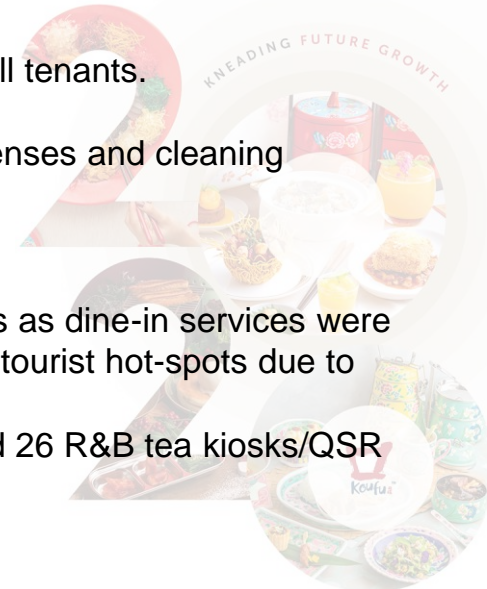 KNEADING FUTURE GROWTH
ll tenants.
enses and cleaning
s as dine-in services were
tourist hot-spots due to
d 26 R&B tea kiosks/QSR
Koufu